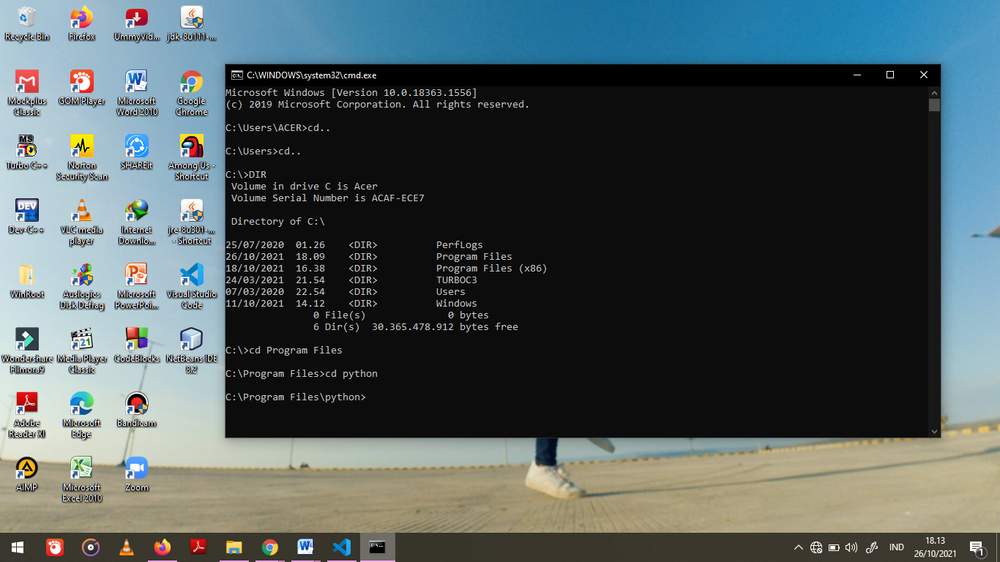 Recycle Bin
Firefox
UmmyVid...
jdk-8u111-...
Mockplus
Classic
GOM Player
Microsoft
Word 2010
Google
Chrome
MS
Turbo C++
Norton
Security Scan
SHAREit
Among Us -
Shortcut
DEV
Dev-C++
VLC media
player
Internet
Downlo...
jre-8u301-...
- Shortcut
WinRoot
Auslogics
Disk Defrag
Microsoft
PowerPoi...
Visual Studio
Code
Wondershare
Filmora9
321
Media Player
Classic
CodeBlocks
NetBeans IDE
8.2
Adobe
Reader XI
Microsoft
Edge
Bandicam
AIMP
Microsoft
Excel 2010
Zoom
C:\WINDOWS\system32\cmd.exe
Microsoft Windows [Version 10.0.18363.1556]
(c) 2019 Microsoft Corporation. All rights reserved.
C:\Users\ACER>cd..
C:\Users>cd..
C:\>DIR
Volume in drive C is Acer
Volume Serial Number is ACAF-ECE7
Directory of C:\
25/07/2020  01.26    <DIR>          PerfLogs
26/10/2021  18.09    <DIR>          Program Files
18/10/2021  16.38    <DIR>          Program Files (x86)
24/03/2021  21.54    <DIR>          TURBOC3
07/03/2020  22.54    <DIR>          Users
11/10/2021  14.12    <DIR>          Windows
0 File(s)              0 bytes
6 Dir(s)  30.365.478.912 bytes free
C:\>cd Program Files
C:\Program Files>cd python
C:\Program Files\python>
IND
18.13
26/10/2021
1